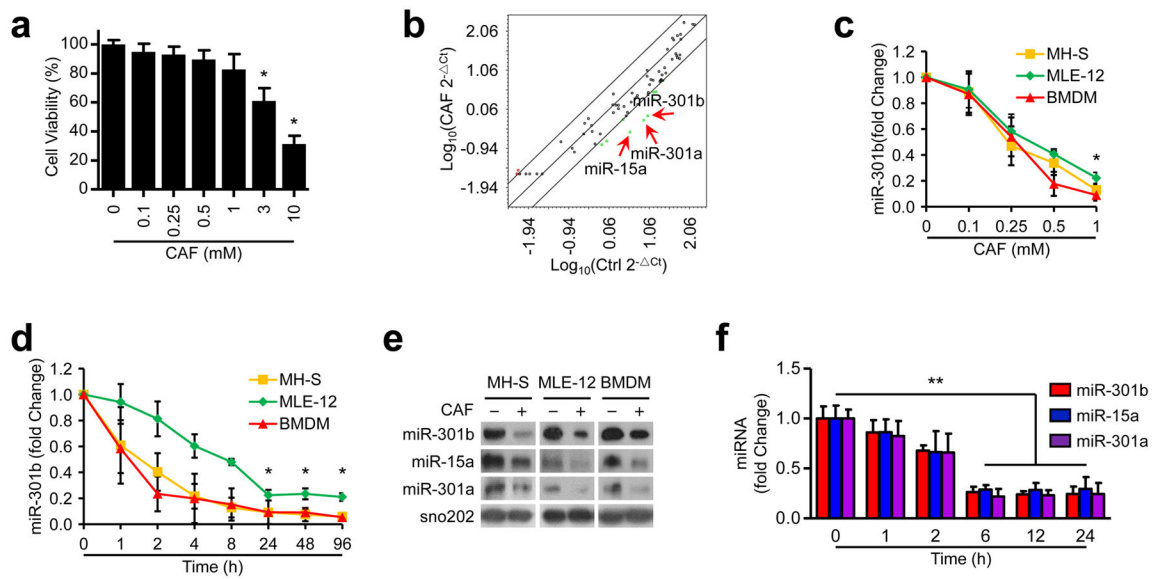 a
Cell Viability (%)
100
80
60
40
20
0
*
*
0 0.1 0.25 0.5 1 3 10
CAF (mM)
b
Log10(CAF 2-△Ct)
2.06
1.06
0.06
-0.94
-1.94
miR-301b
miR-301a
miR-15a
-1.94 -0.94 0.06 1.06 2.06
Log10(Ctrl 2-△Ct)
c
miR-301b(fold Change)
1.2
1.0
0.8
0.6
0.4
0.2
0.0
MH-S
MLE-12
BMDM
*
0 0.1 0.25 0.5 1
CAF (mM)
d
miR-301b (fold Change)
1.2
1.0
0.8
0.6
0.4
0.2
0.0
MH-S
MLE-12
BMDM
* * *
0 1 2 4 8 24 48 96
Time (h)
e
MH-S MLE-12 BMDM
CAF − + − + − +
miR-301b
miR-15a
miR-301a
sno202
f
miRNA
(fold Change)
1.5
1.0
0.5
0.0
**
miR-301b
miR-15a
miR-301a
0 1 2 6 12 24
Time (h)